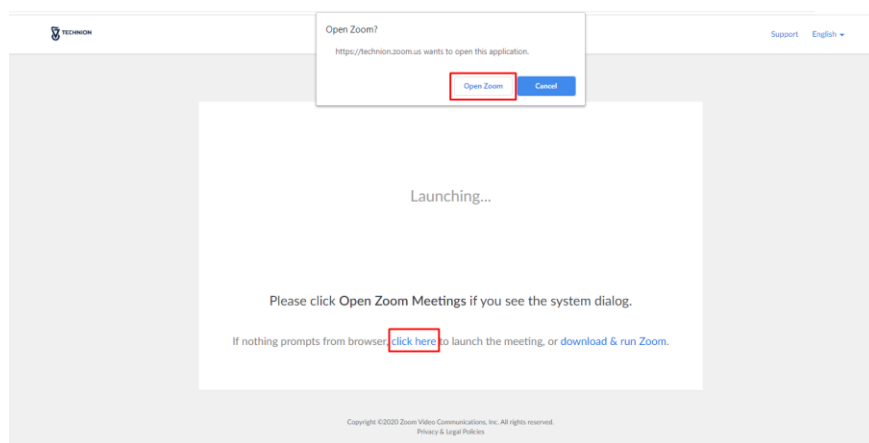 TECHNION
Support English
Open Zoom?
https://technion.zoom.us wants to open this application.
Open Zoom Cancel
Launching...
Please click Open Zoom Meetings if you see the system dialog.
If nothing prompts from browser, click here to launch the meeting, or download & run Zoom.
Copyright ©2020 Zoom Video Communications, Inc. All rights reserved.
Privacy & Legal Policies